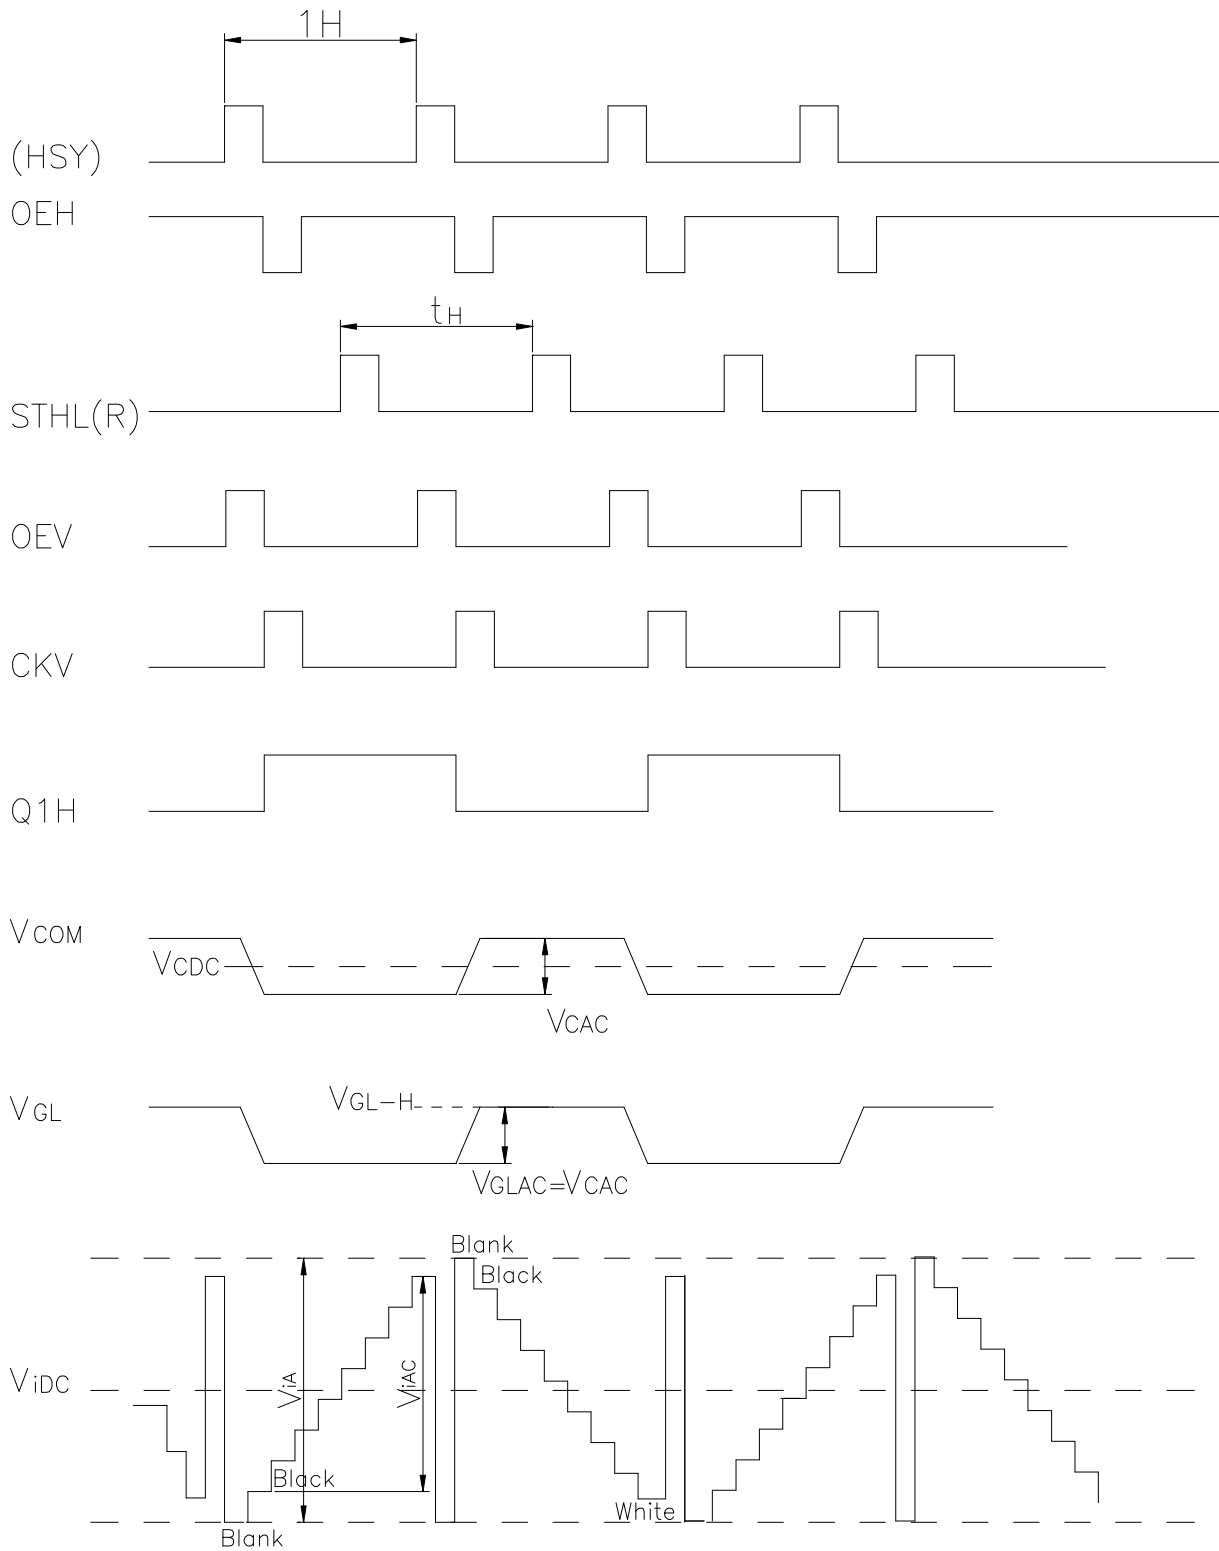 1H
(HSY)
OEH
tH
STHL(R)
OEV
CKV
Q1H
VCOM
VCDC
VCAC
VGL-H
VGL
VGLAC=VCAC
Blank
Black
ViDC
ViA
ViAC
Black
White
Blank